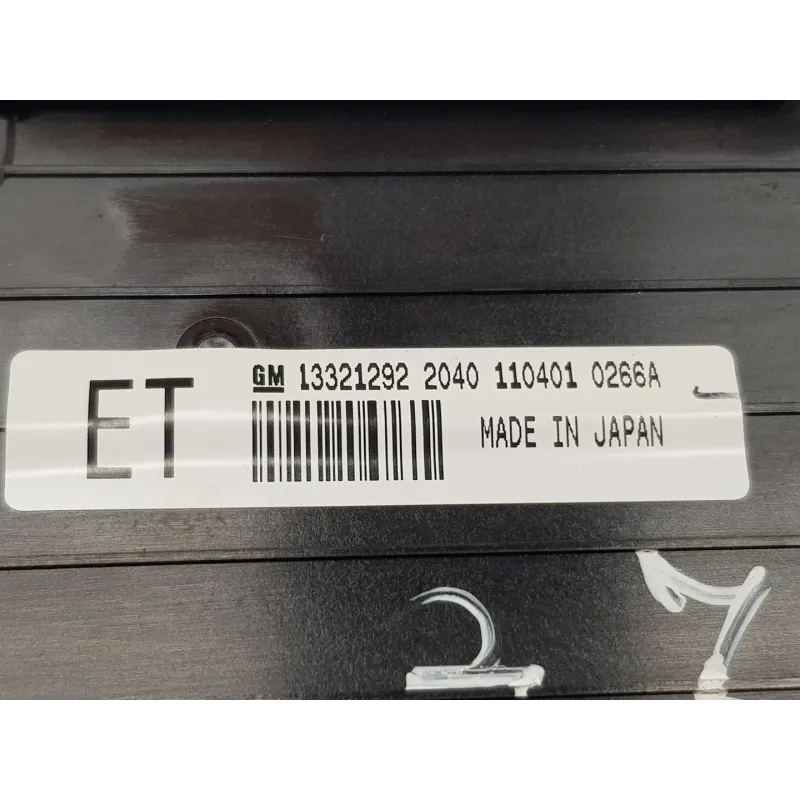 ET
GM 13321292 2040 110401 0266A
MADE IN JAPAN